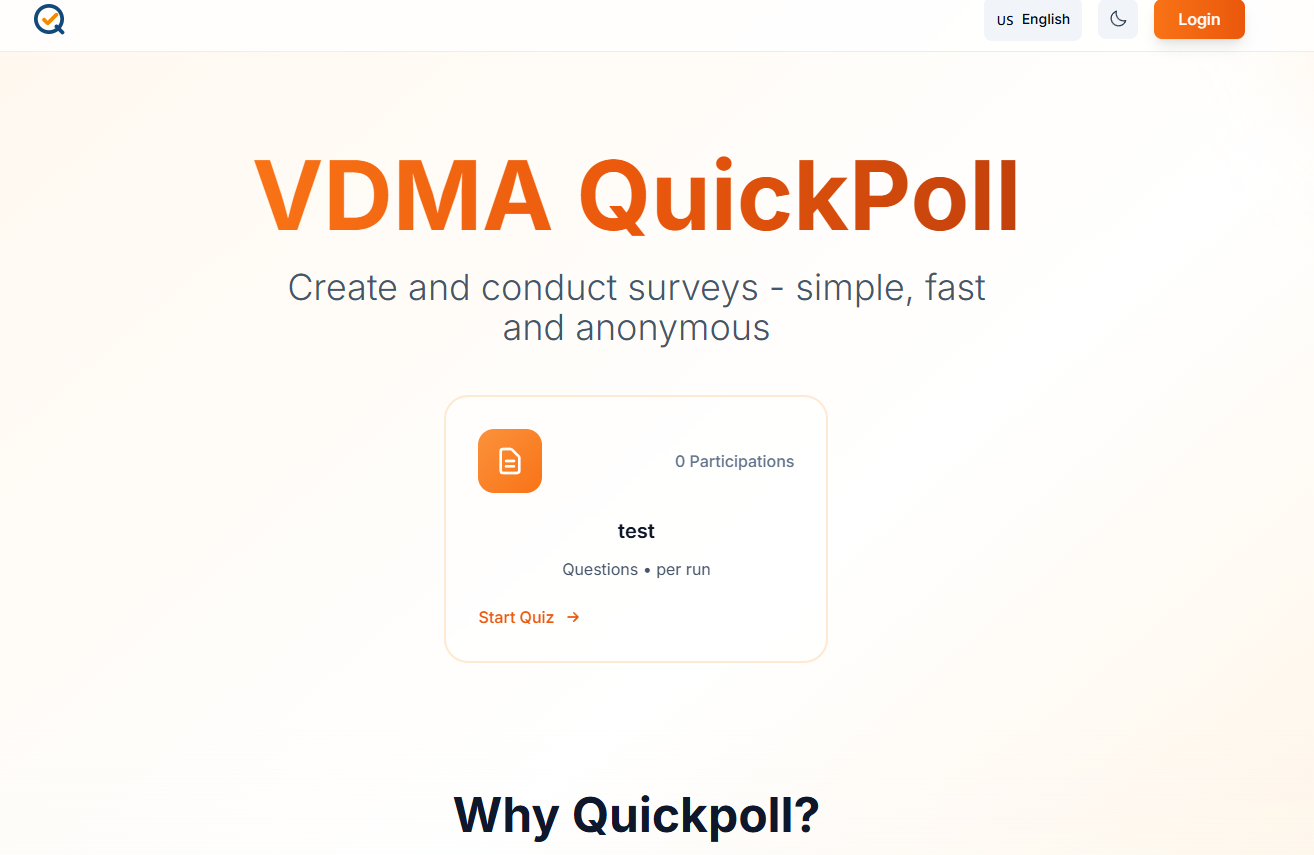 US English
Login
VDMA QuickPoll
Create and conduct surveys - simple, fast
and anonymous
0 Participations
test
Questions • per run
Start Quiz →
Why Quickpoll?